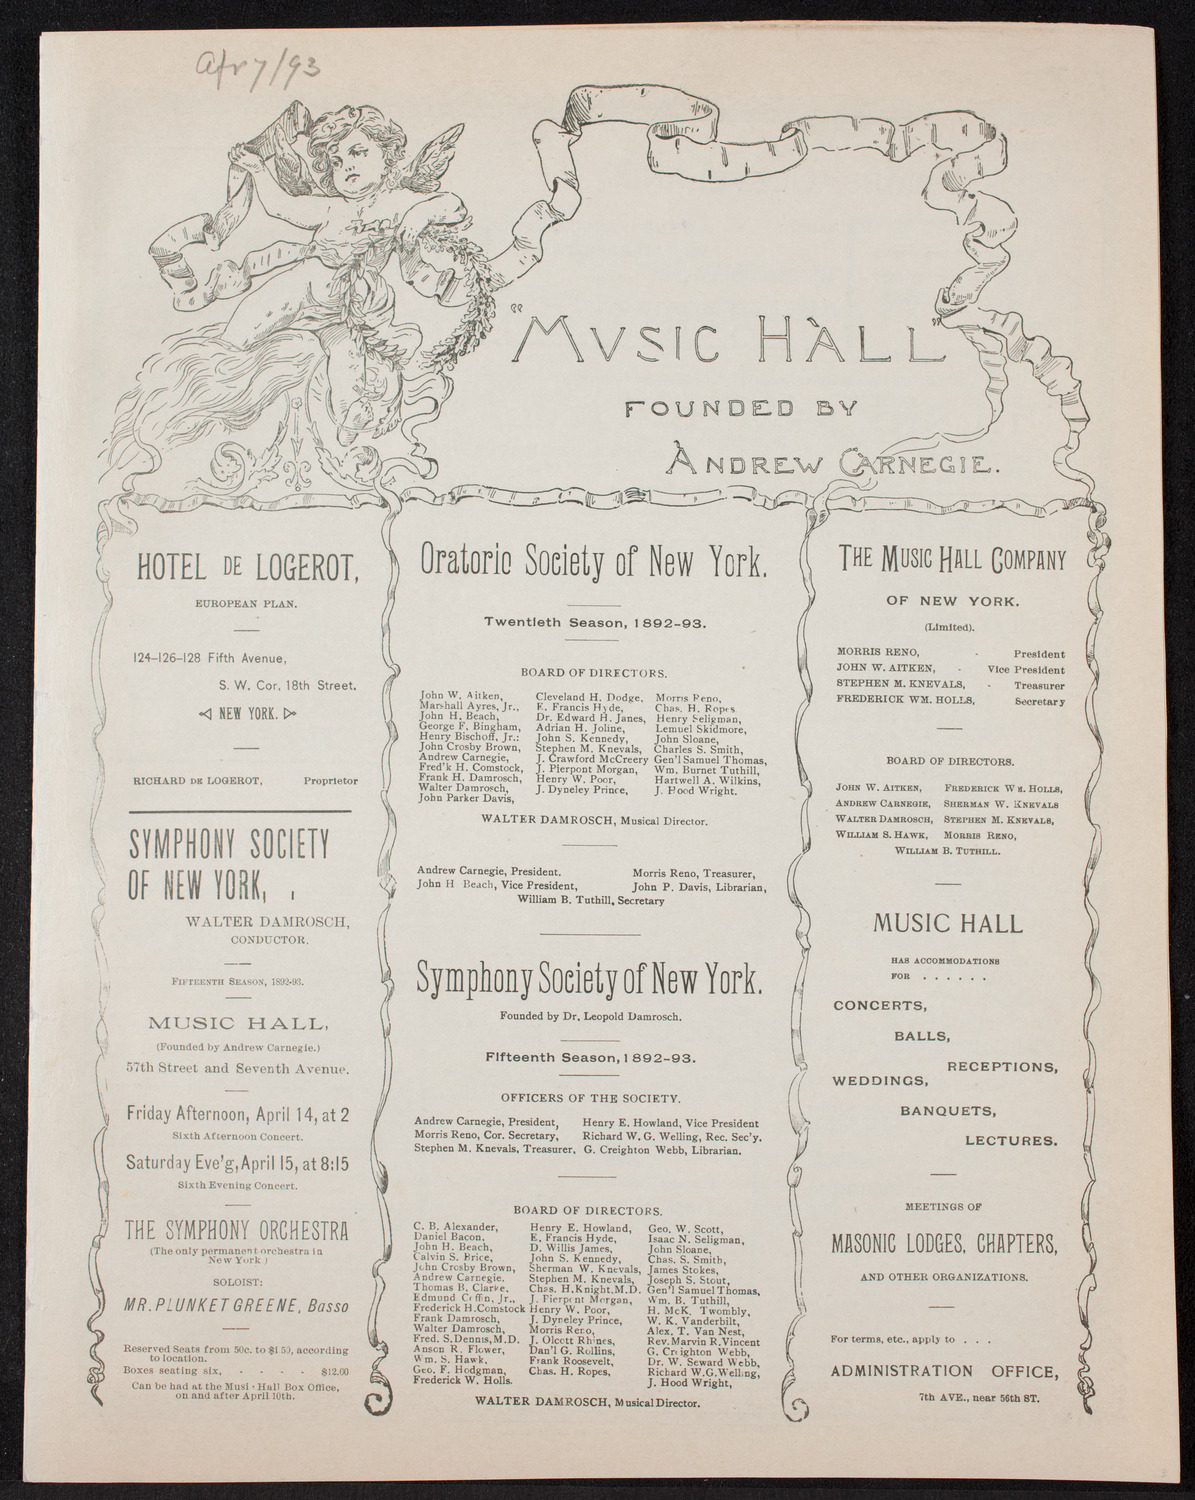 Apr 7/93
"MVSIC HALL"
FOUNDED BY
ANDREW CARNEGIE.
HOTEL DE LOGEROT,
EUROPEAN PLAN.
124–126–128 Fifth Avenue,
S. W. Cor. 18th Street.
NEW YORK.
RICHARD DE LOGEROT, Proprietor
SYMPHONY SOCIETY
OF NEW YORK,
WALTER DAMROSCH,
CONDUCTOR.
FIFTEENTH SEASON, 1892-93.
MUSIC HALL,
(Founded by Andrew Carnegie.)
57th Street and Seventh Avenue.
Friday Afternoon, April 14, at 2
Sixth Afternoon Concert.
Saturday Eve'g, April 15, at 8:15
Sixth Evening Concert.
THE SYMPHONY ORCHESTRA
(The only permanent orchestra in
New York)
SOLOIST:
MR. PLUNKET GREENE, Basso
Reserved Seats from 50c. to $1 50, according
to location.
Boxes seating six, - - - - $12.00
Can be had at the Musi Hall Box Office,
on and after April 10th.
Oratorio Society of New York.
Twentieth Season, 1892–93.
BOARD OF DIRECTORS.
John W. Aitken, Cleveland H. Dodge, Morris Reno,
Marshall Ayres, Jr., E. Francis Hyde, Chas. H. Ropes
John H. Beach, Dr. Edward H. Janes, Henry Seligman,
George F. Bingham, Adrian H. Joline, Lemuel Skidmore,
Henry Bischoff, Jr.: John S. Kennedy, John Sloane,
John Crosby Brown, Stephen M. Knevals, Charles S. Smith,
Andrew Carnegie, J. Crawford McCreery Gen'l Samuel Thomas,
Fred'k H. Comstock, J. Pierpont Morgan, Wm. Burnet Tuthill,
Frank H. Damrosch, Henry W. Poor, Hartwell A. Wilkins,
Walter Damrosch, J. Dyneley Prince, J. Hood Wright.
John Parker Davis,
WALTER DAMROSCH, Musical Director.
Andrew Carnegie, President. Morris Reno, Treasurer,
John H Beach, Vice President, John P. Davis, Librarian,
William B. Tuthill, Secretary
Symphony Society of New York.
Founded by Dr. Leopold Damrosch.
Fifteenth Season, 1892–93.
OFFICERS OF THE SOCIETY.
Andrew Carnegie, President, Henry E. Howland, Vice President
Morris Reno, Cor. Secretary, Richard W. G. Welling, Rec. Sec'y.
Stephen M. Knevals, Treasurer, G. Creighton Webb, Librarian.
BOARD OF DIRECTORS.
C. B. Alexander, Henry E. Howland, Geo. W. Scott,
Daniel Bacon, E. Francis Hyde, Isaac N. Seligman,
John H. Beach, D. Willis James, John Sloane,
Calvin S. Brice, John S. Kennedy, Chas. S. Smith,
John Crosby Brown, Sherman W. Knevals, James Stokes,
Andrew Carnegie, Stephen M. Knevals, Joseph S. Stout,
Thomas B. Clarke, Chas. H. Knight, M.D. Gen'l Samuel Thomas,
Edmund Coffin, Jr., J. Pierpont Morgan, Wm. B. Tuthill,
Frederick H. Comstock Henry W. Poor, H. McK. Twombly,
Frank Damrosch, J. Dyneley Prince, W. K. Vanderbilt,
Walter Damrosch, Morris Reno, Alex. T. Van Nest,
Fred. S. Dennis, M.D. J. Olcott Rhines, Rev. Marvin R. Vincent
Anson R. Flower, Dan'l G. Rollins, G. Creighton Webb,
Wm. S. Hawk, Frank Roosevelt, Dr. W. Seward Webb,
Geo. F. Hodgman, Chas. H. Ropes, Richard W.G. Welling,
Frederick W. Holls. J. Hood Wright,
WALTER DAMROSCH, Musical Director.
THE MUSIC HALL COMPANY
OF NEW YORK.
(Limited).
MORRIS RENO, - President
JOHN W. AITKEN, - Vice President
STEPHEN M. KNEVALS, - Treasurer
FREDERICK WM. HOLLS, Secretary
BOARD OF DIRECTORS.
JOHN W. AITKEN, FREDERICK WM. HOLLS,
ANDREW CARNEGIE, SHERMAN W. KNEVALS
WALTER DAMROSCH, STEPHEN M. KNEVALS,
WILLIAM S. HAWK, MORRIS RENO,
WILLIAM B. TUTHILL.
MUSIC HALL
HAS ACCOMMODATIONS
FOR . . . . . .
CONCERTS,
BALLS,
RECEPTIONS,
WEDDINGS,
BANQUETS,
LECTURES.
MEETINGS OF
MASONIC LODGES, CHAPTERS,
AND OTHER ORGANIZATIONS.
For terms, etc., apply to . . .
ADMINISTRATION OFFICE,
7th AVE., near 56th ST.